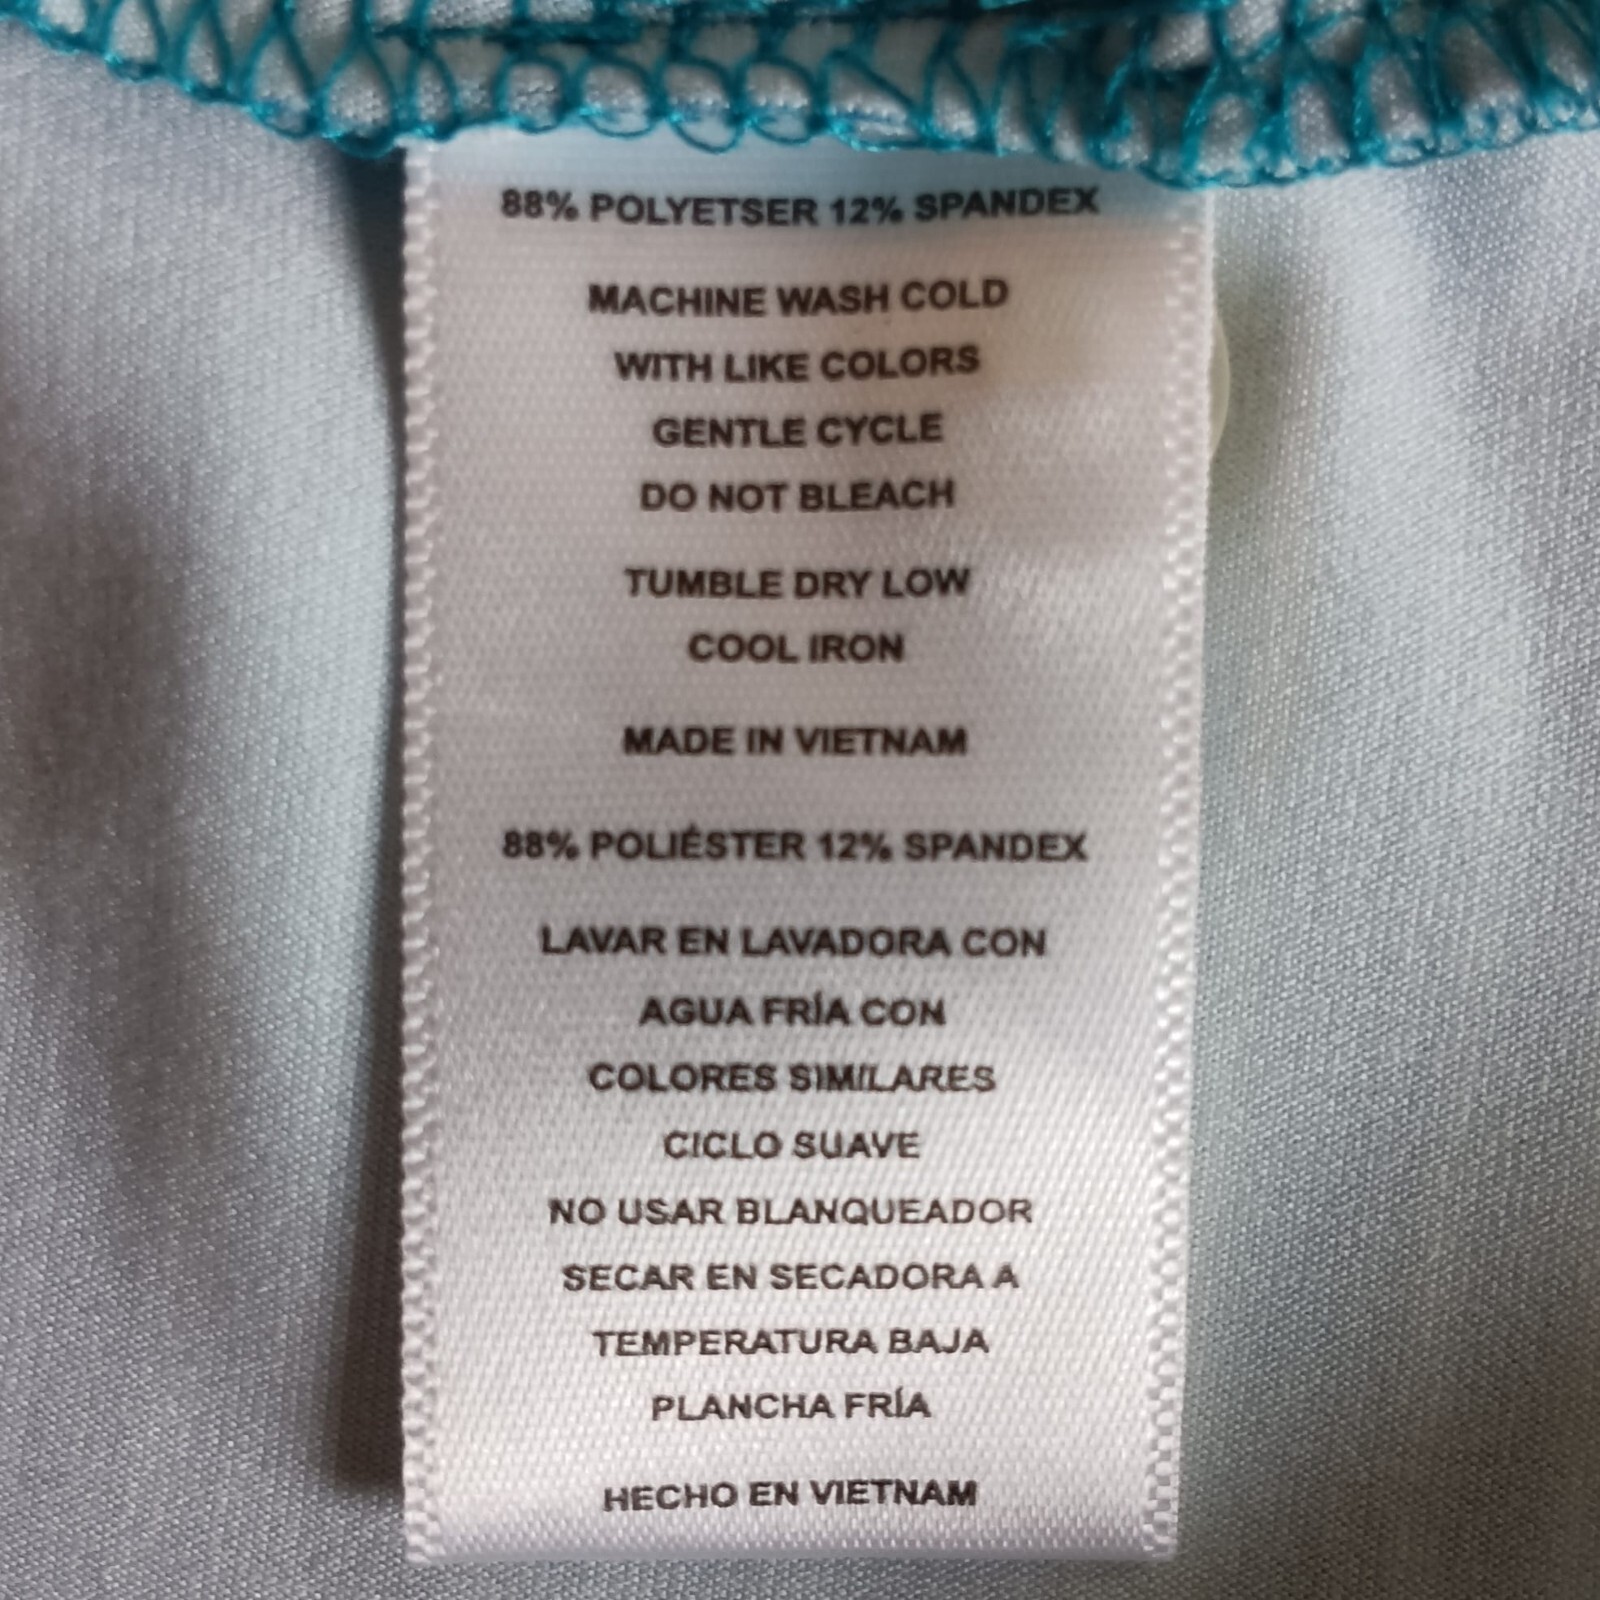 88% POLYETSER 12% SPANDEX
MACHINE WASH COLD
WITH LIKE COLORS
GENTLE CYCLE
DO NOT BLEACH
TUMBLE DRY LOW
COOL IRON
MADE IN VIETNAM
88% POLIÉSTER 12% SPANDEX
LAVAR EN LAVADORA CON
AGUA FRÍA CON
COLORES SIMILARES
CICLO SUAVE
NO USAR BLANQUEADOR
SECAR EN SECADORA A
TEMPERATURA BAJA
PLANCHA FRÍA
HECHO EN VIETNAM